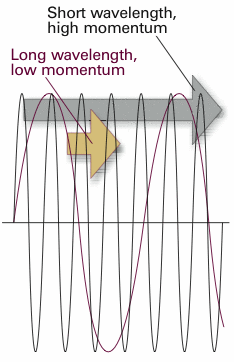 Short wavelength,
high momentum
Long wavelength,
low momentum